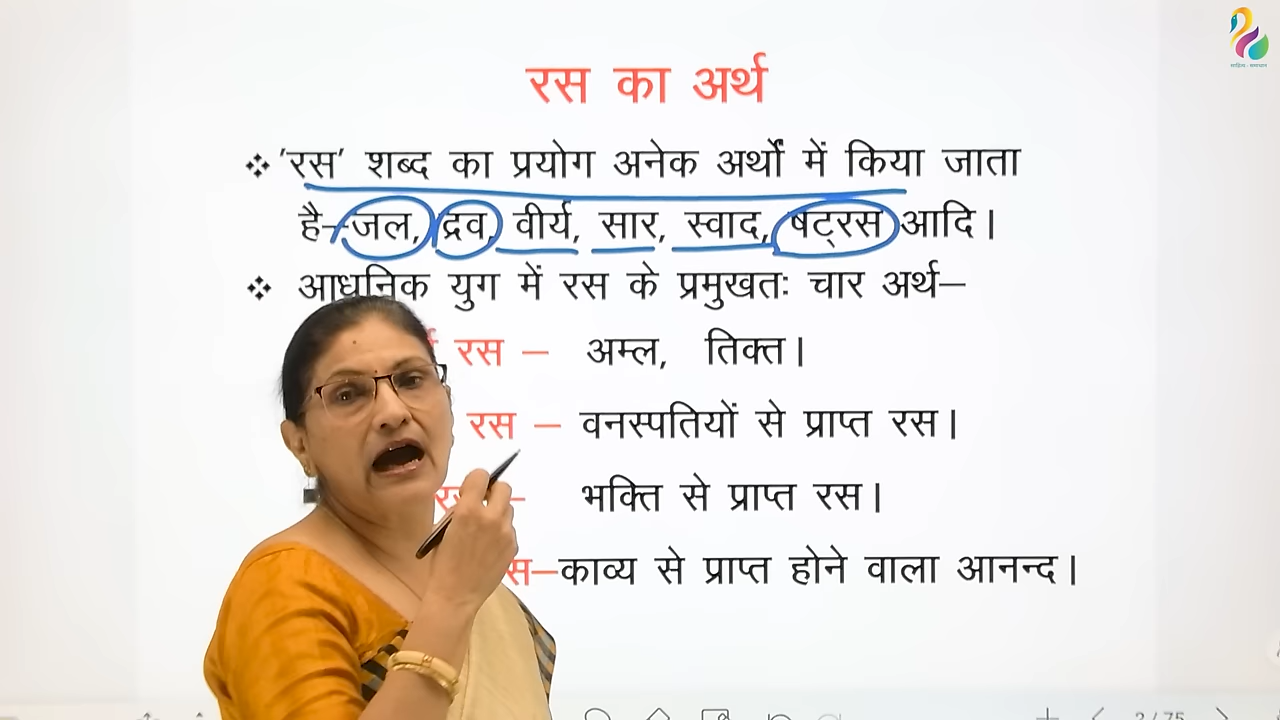 रस का अर्थ
❖ 'रस' शब्द का प्रयोग अनेक अर्थों में किया जाता
है–जल, द्रव, वीर्य, सार, स्वाद, षट्‌रस आदि।
❖ आधुनिक युग में रस के प्रमुखतः चार अर्थ–
रस – अम्ल, तिक्त।
रस – वनस्पतियों से प्राप्त रस।
भक्ति से प्राप्त रस।
काव्य से प्राप्त होने वाला आनन्द।
साहित्य - समाधान